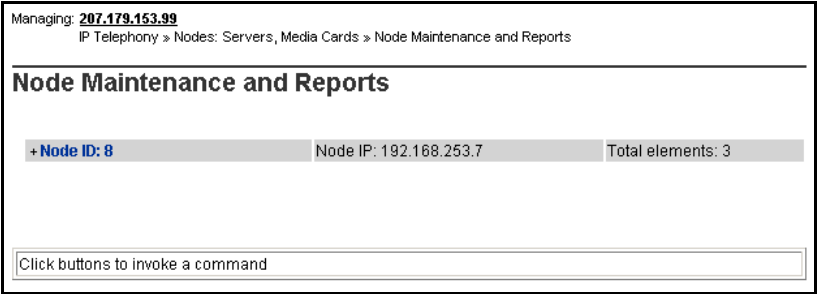 Managing: 207.179.153.99
IP Telephony » Nodes: Servers, Media Cards » Node Maintenance and Reports
Node Maintenance and Reports
+ Node ID: 8 Node IP: 192.168.253.7 Total elements: 3
Click buttons to invoke a command